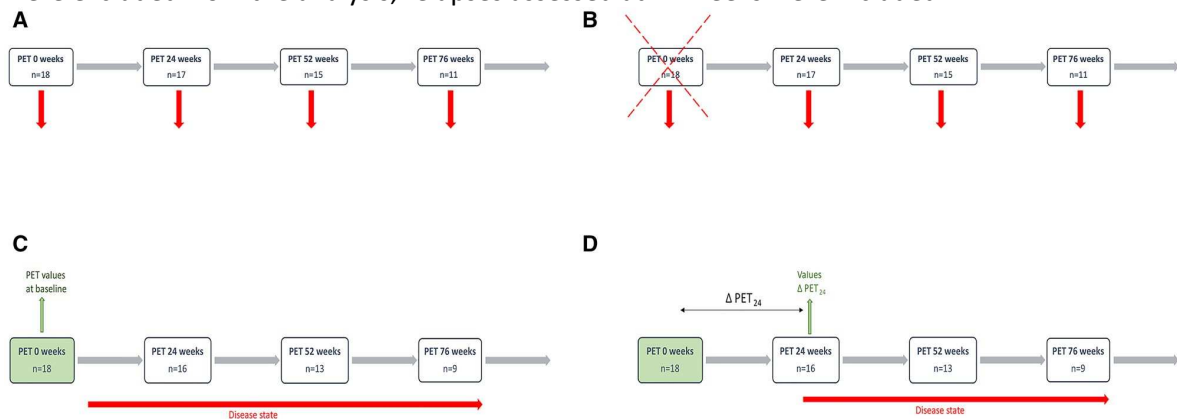 A
B
PET 0 weeks
n=18
PET 24 weeks
n=17
PET 52 weeks
n=15
PET 76 weeks
n=11
PET 0 weeks
n=18
PET 24 weeks
n=17
PET 52 weeks
n=15
PET 76 weeks
n=11
C
D
PET values
at baseline
PET 0 weeks
n=18
PET 24 weeks
n=16
PET 52 weeks
n=13
PET 76 weeks
n=9
Disease state
Values
Δ PET24
Δ PET24
PET 0 weeks
n=18
PET 24 weeks
n=16
PET 52 weeks
n=13
PET 76 weeks
n=9
Disease state